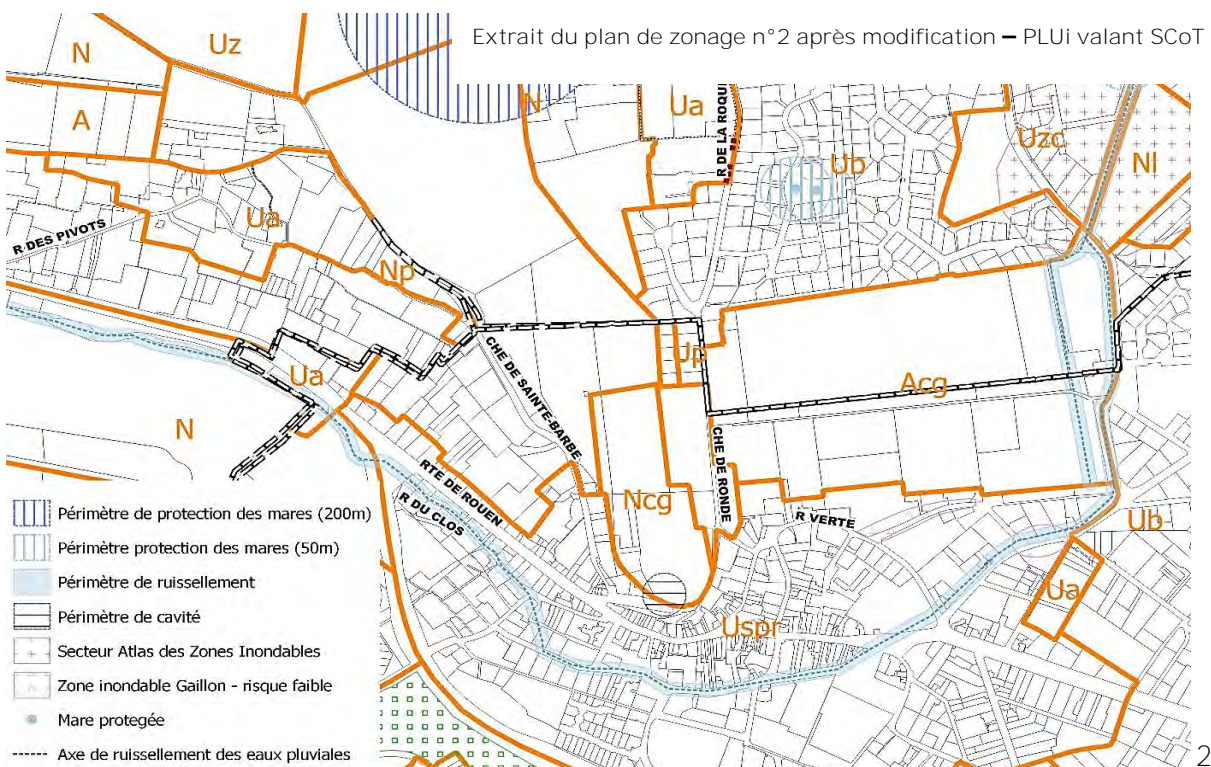 Extrait du plan de zonage n°2 après modification – PLUi valant SCoT
N
Uz
A
N
Ua
R DE LA ROQU
Ub
Uzc
Nl
R DES PIVOTS
Ua
Np
Ua
CHE DE SAINTE-BARBE
Up
Acg
N
RTE DE ROUEN
R DU CLOS
Ncg
CHE DE RONDE
R VERTE
Ub
Ua
Uspr
Périmètre de protection des mares (200m)
Périmètre protection des mares (50m)
Périmètre de ruissellement
Périmètre de cavité
Secteur Atlas des Zones Inondables
Zone inondable Gaillon - risque faible
Mare protegée
Axe de ruissellement des eaux pluviales
2